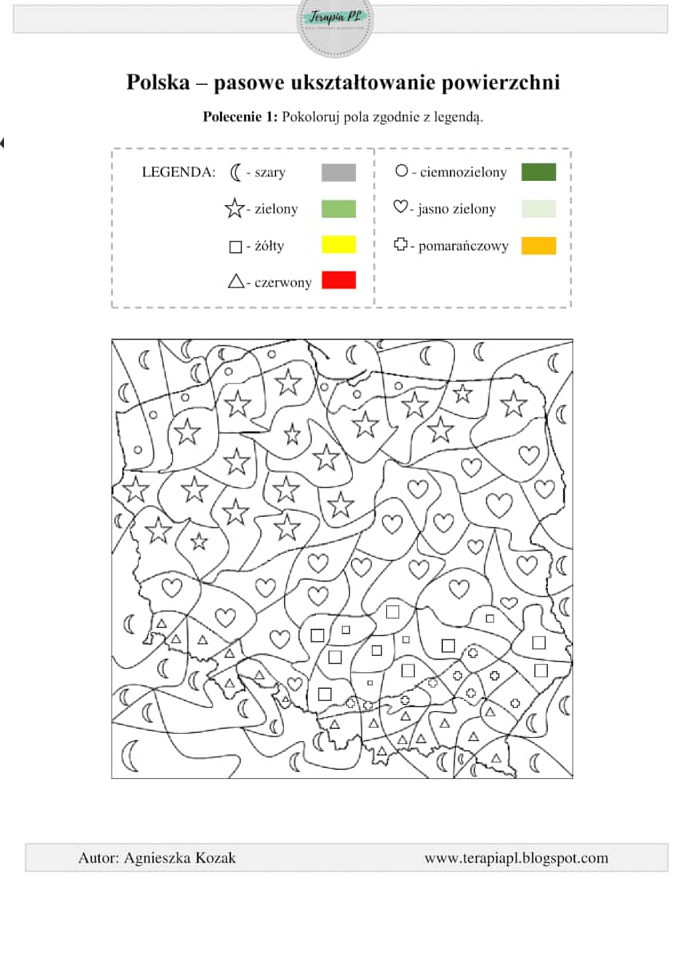 Terapia PL
Polska – pasowe ukształtowanie powierzchni
Polecenie 1: Pokoloruj pola zgodnie z legendą.
LEGENDA:
- szary
- zielony
- żółty
- czerwony
- ciemnozielony
- jasno zielony
- pomarańczowy
Autor: Agnieszka Kozak
www.terapiapl.blogspot.com